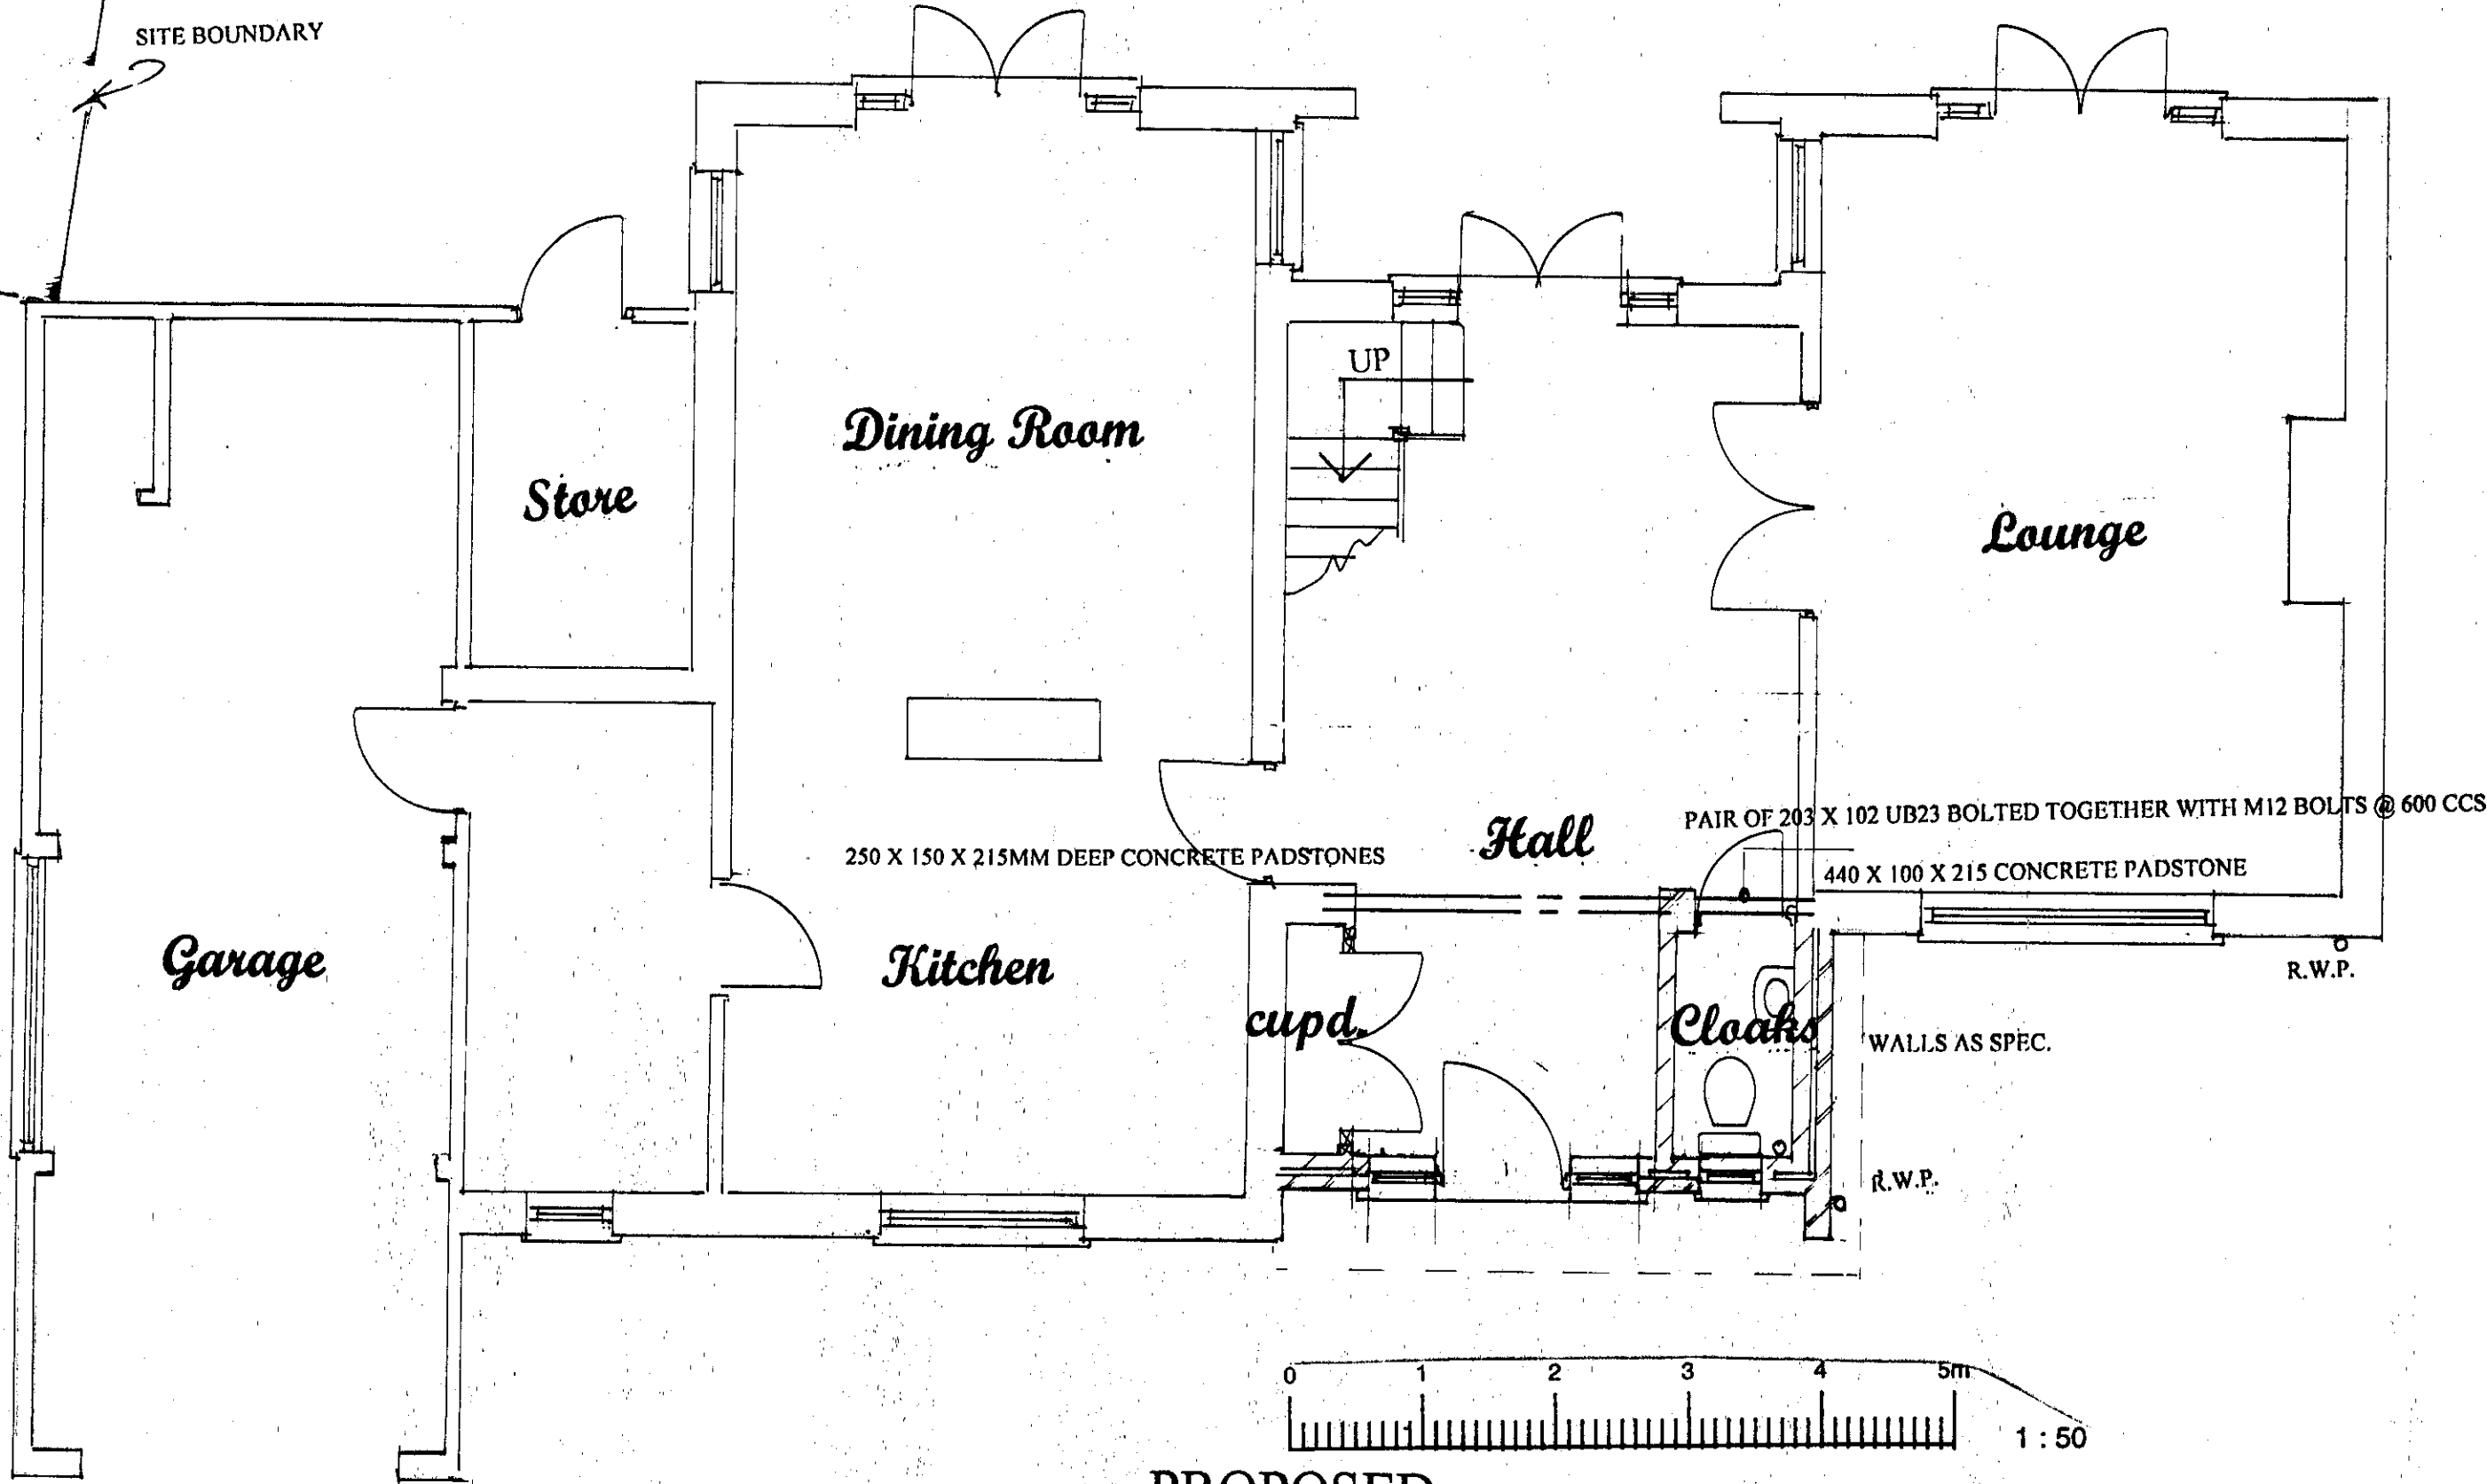 SITE BOUNDARY
UP
Dining Room
Store
Lounge
PAIR OF 203 X 102 UB23 BOLTED TOGETHER WITH M12 BOLTS @ 600 CCS
Hall
250 X 150 X 215MM DEEP CONCRETE PADSTONES
440 X 100 X 215 CONCRETE PADSTONE
Garage
Kitchen
R.W.P.
cupd.
Cloaks
WALLS AS SPEC.
R.W.P.
0 1 2 3 4 5m
1 : 50
PROPOSED